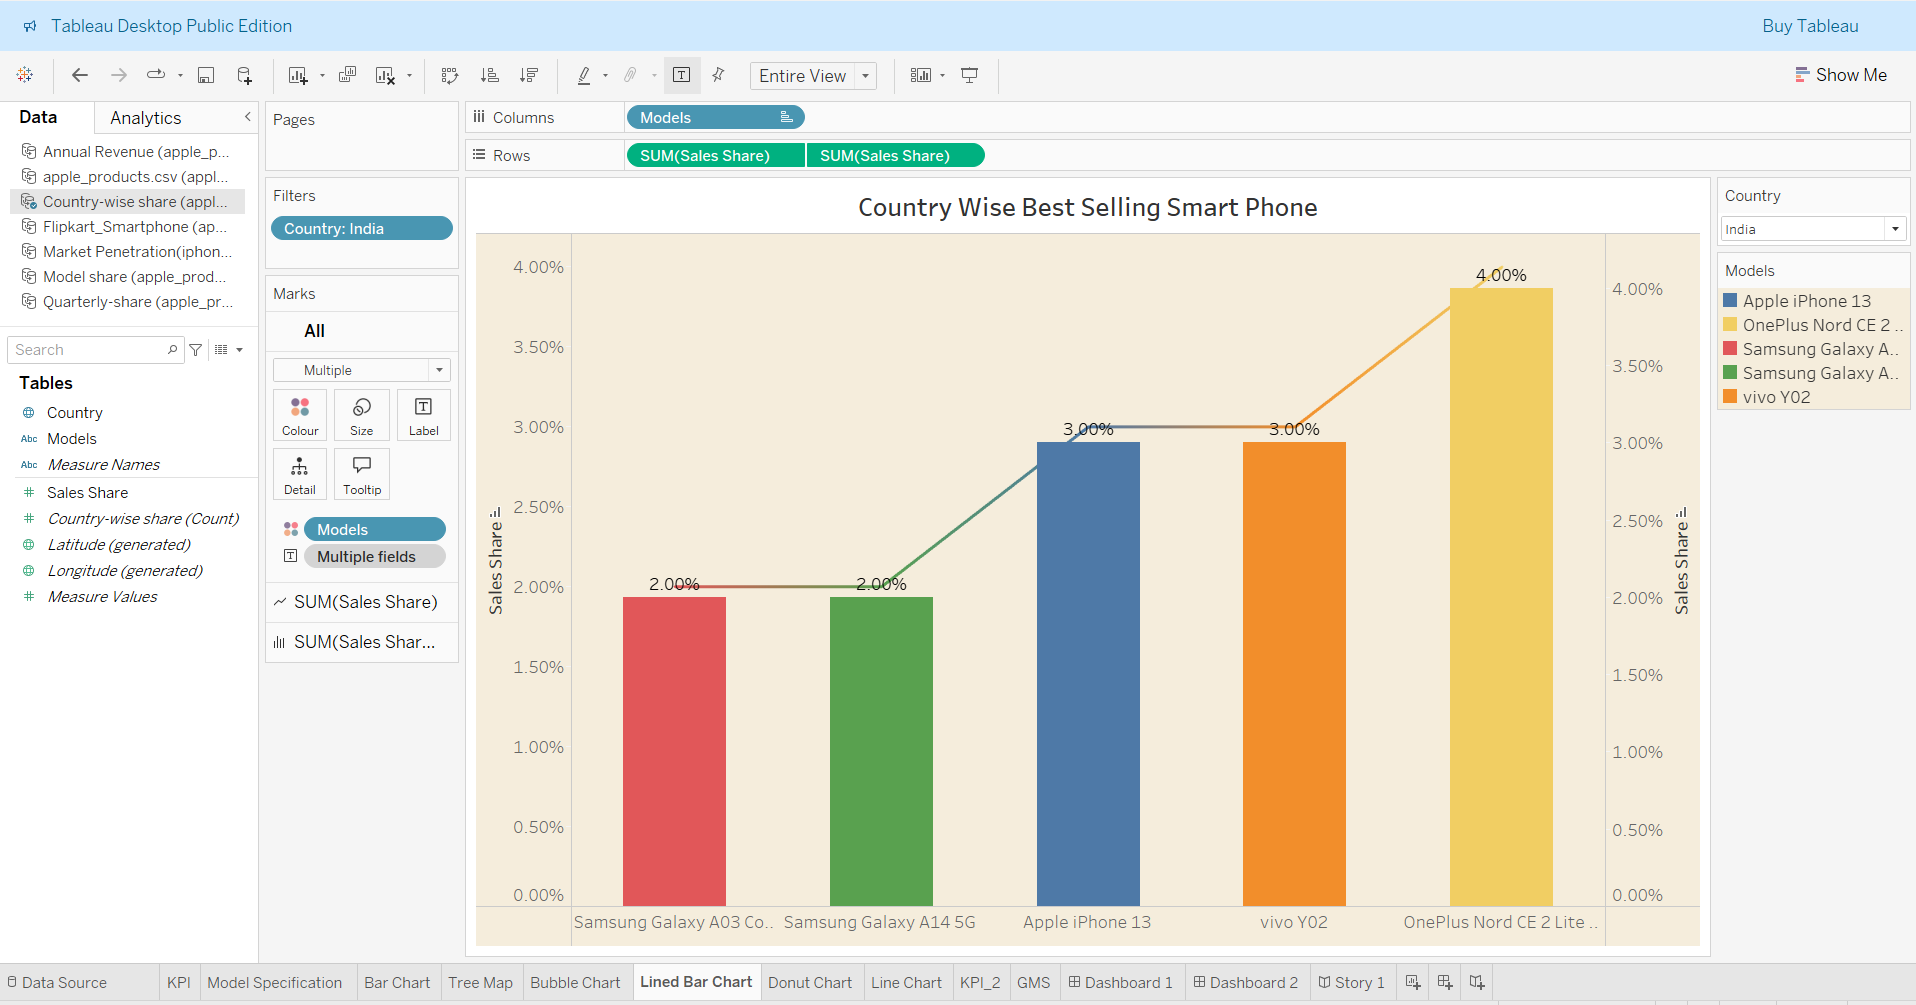 Tableau Desktop Public Edition
Buy Tableau
Entire View
Show Me
Data
Analytics
Annual Revenue (apple_p...
apple_products.csv (appl...
Country-wise share (appl...
Flipkart_Smartphone (ap...
Market Penetration(iphon...
Model share (apple_prod...
Quarterly-share (apple_pr...
Search
Tables
Country
Abc Models
Abc Measure Names
Sales Share
Country-wise share (Count)
Latitude (generated)
Longitude (generated)
Measure Values
Pages
Filters
Country: India
Marks
All
Multiple
Colour
Size
Label
Detail
Tooltip
Models
Multiple fields
SUM(Sales Share)
SUM(Sales Shar...
Columns
Models
Rows
SUM(Sales Share)
SUM(Sales Share)
Country Wise Best Selling Smart Phone
Sales Share
4.00%
3.50%
3.00%
2.50%
2.00%
1.50%
1.00%
0.50%
0.00%
2.00%
2.00%
3.00%
3.00%
4.00%
Samsung Galaxy A03 Co..
Samsung Galaxy A14 5G
Apple iPhone 13
vivo Y02
OnePlus Nord CE 2 Lite ..
4.00%
3.50%
3.00%
2.50%
2.00%
1.50%
1.00%
0.50%
0.00%
Sales Share
Country
India
Models
Apple iPhone 13
OnePlus Nord CE 2 ..
Samsung Galaxy A..
Samsung Galaxy A..
vivo Y02
Data Source
KPI
Model Specification
Bar Chart
Tree Map
Bubble Chart
Lined Bar Chart
Donut Chart
Line Chart
KPI_2
GMS
Dashboard 1
Dashboard 2
Story 1